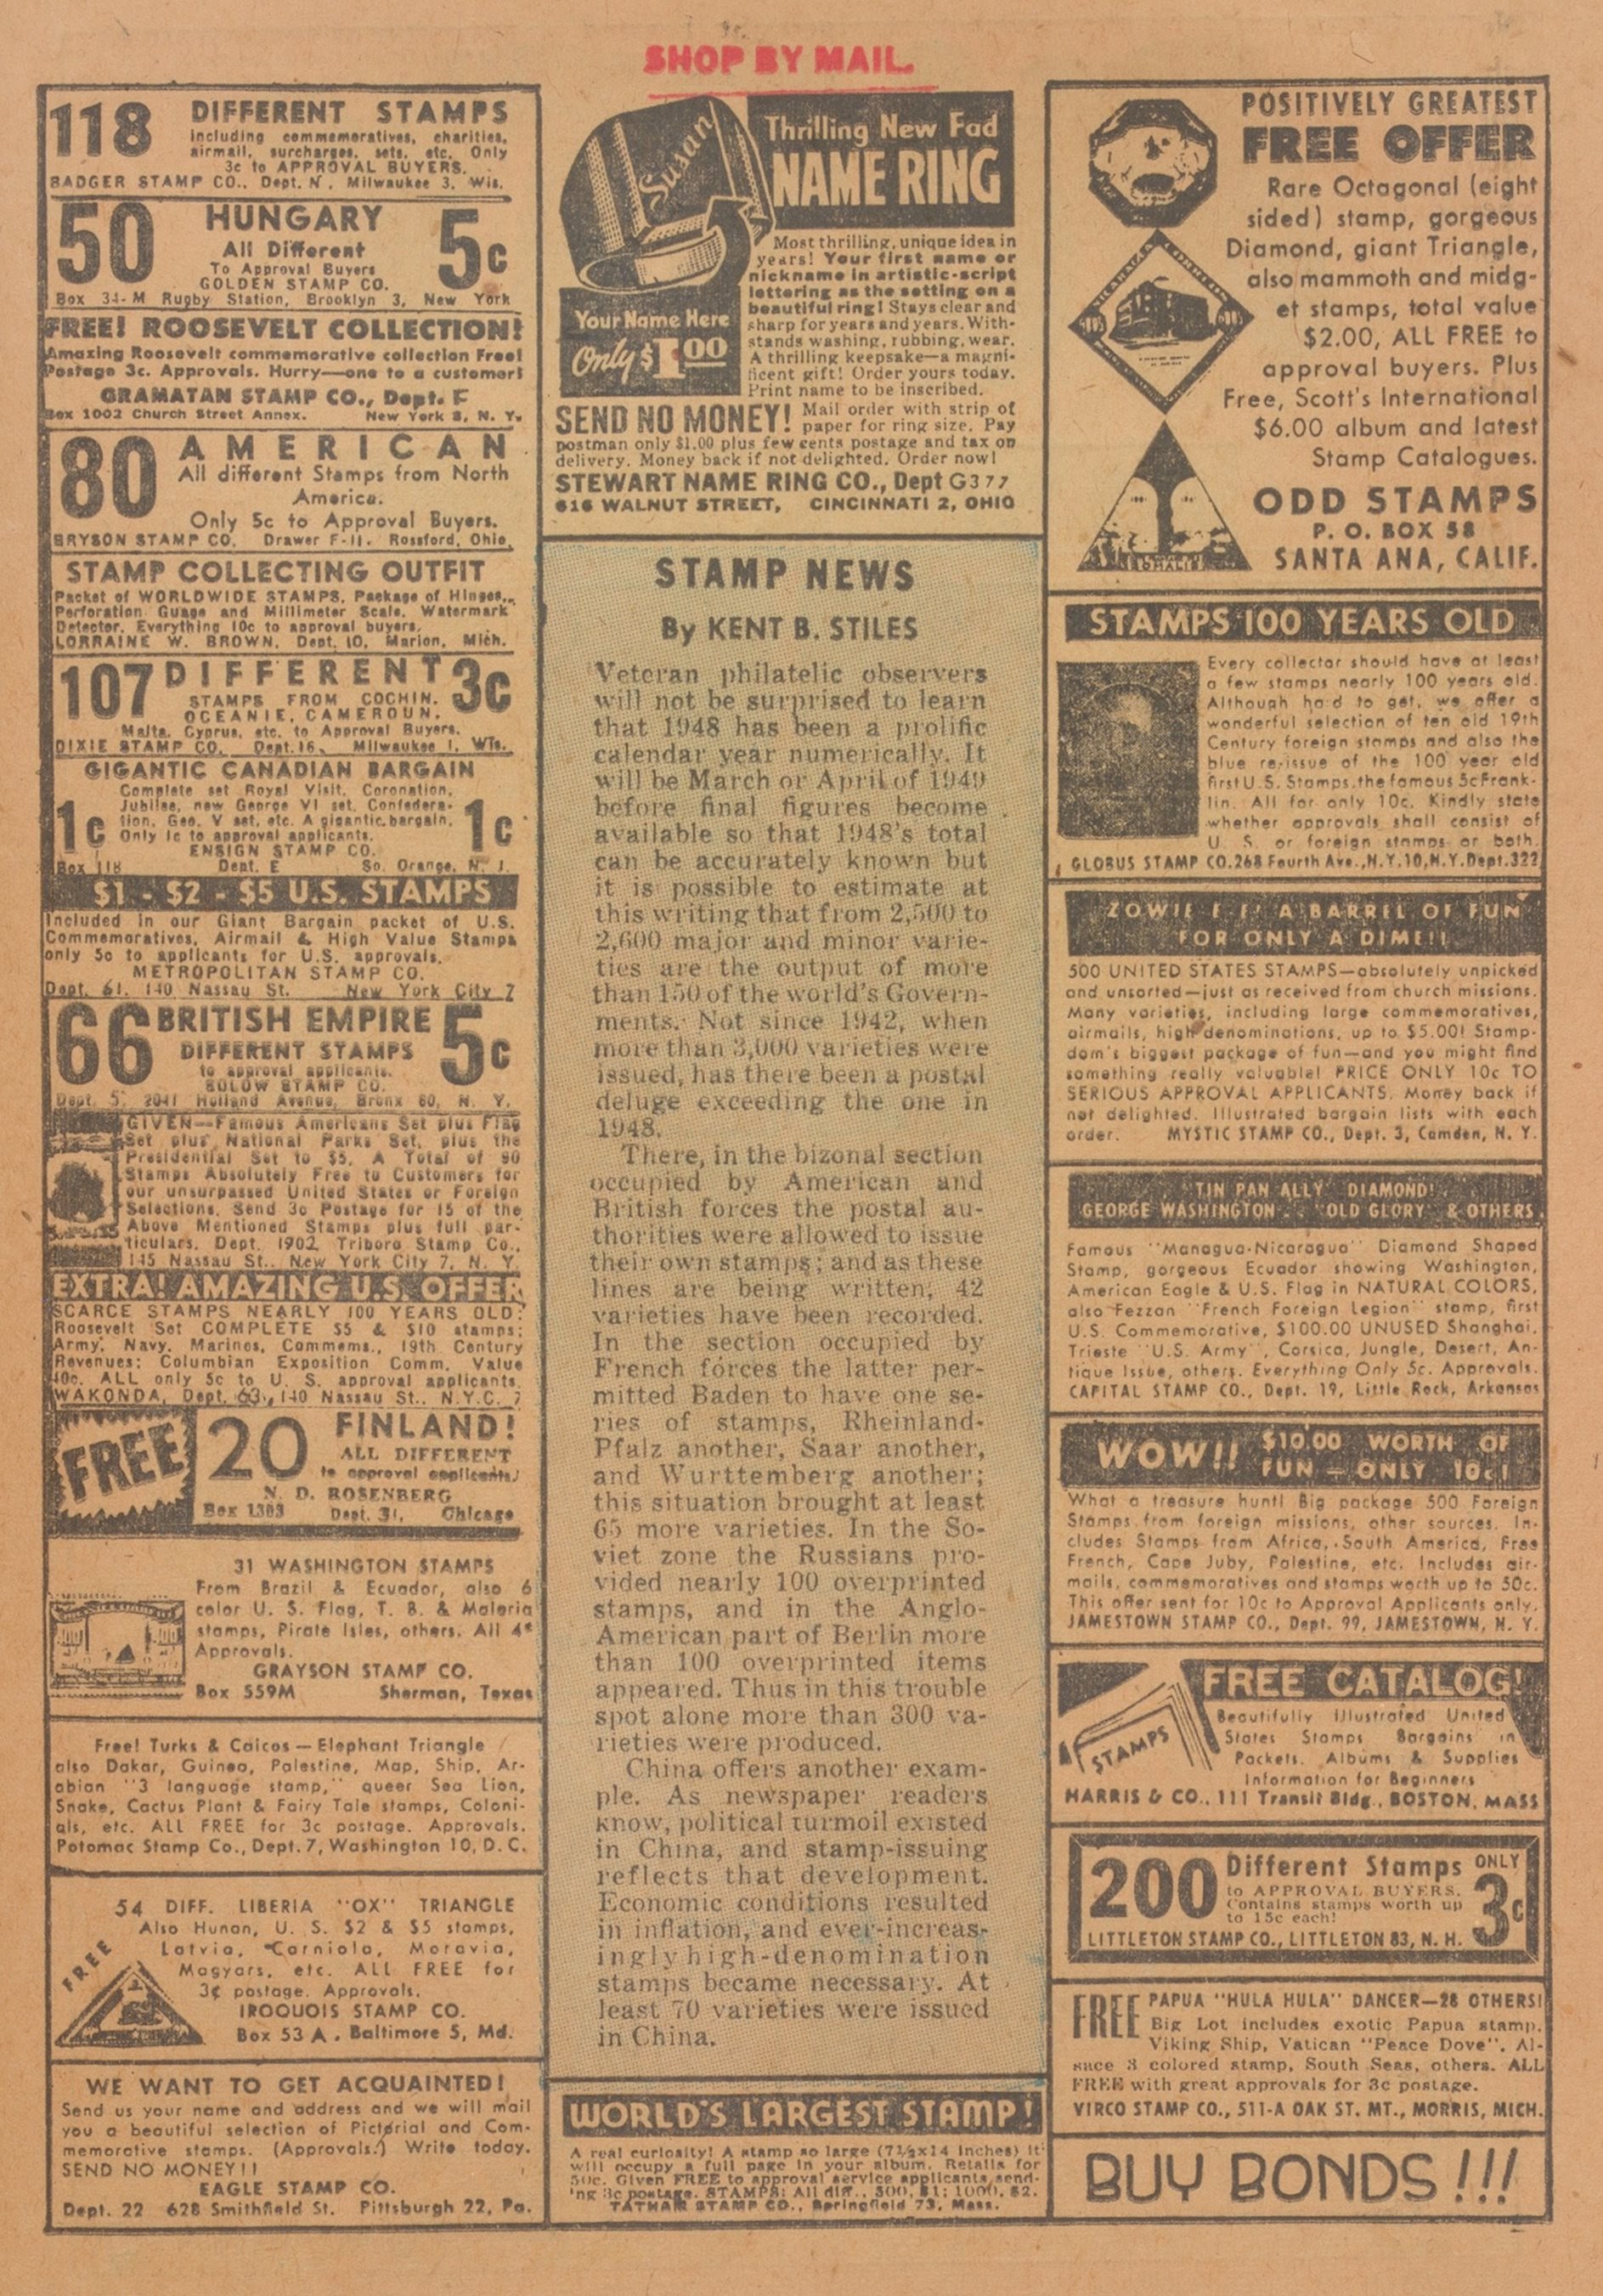 SHOP BY MAIL.
118 DIFFERENT STAMPS
including commemoratives, charities,
airmail, surcharges, sets, etc. Only
3c to APPROVAL BUYERS.
BADGER STAMP CO., Dept. N, Milwaukee 3, Wis.
50 HUNGARY 5c
All Different
To Approval Buyers
GOLDEN STAMP CO.
Box 34-M Rugby Station, Brooklyn 3, New York
FREE! ROOSEVELT COLLECTION!
Amazing Roosevelt commemorative collection Free!
Postage 3c. Approvals. Hurry—one to a customer!
GRAMATAN STAMP CO., Dept. F
Box 1002 Church Street Annex. New York 8, N. Y.
80 AMERICAN
All different Stamps from North
America.
Only 5c to Approval Buyers.
BRYSON STAMP CO. Drawer F-11. Rossford, Ohio
STAMP COLLECTING OUTFIT
Packet of WORLDWIDE STAMPS, Package of Hinges,
Perforation Guage and Millimeter Scale, Watermark
Detector. Everything 10c to approval buyers.
LORRAINE W. BROWN, Dept. 10, Marion, Mich.
107 DIFFERENT 3c
STAMPS FROM COCHIN,
OCEANIE, CAMEROUN,
Malta, Cyprus, etc. to Approval Buyers.
DIXIE STAMP CO. Dept. 16, Milwaukee 1, Wis.
GIGANTIC CANADIAN BARGAIN
Complete set Royal Visit, Coronation,
Jubilee, new George VI set, Confedera-
1c tion, Geo. V set, etc. A gigantic bargain. 1c
Only 1c to approval applicants.
ENSIGN STAMP CO.
Box 118 Dept. E So. Orange, N. J.
$1 - $2 - $5 U.S. STAMPS
Included in our Giant Bargain packet of U.S.
Commemoratives, Airmail & High Value Stamps
only 5c to applicants for U.S. approvals.
METROPOLITAN STAMP CO.
Dept. 61, 140 Nassau St. New York City 7
66 BRITISH EMPIRE 5c
DIFFERENT STAMPS
to approval applicants.
BOLOW STAMP CO.
Dept. 5, 2041 Holland Avenue, Bronx 60, N. Y.
GIVEN—Famous Americans Set plus Flag
Set plus National Parks Set, plus the
Presidential Set to $5. A Total of 90
Stamps Absolutely Free to Customers for
our unsurpassed United States or Foreign
Selections. Send 3c Postage for 15 of the
Above Mentioned Stamps plus full par-
ticulars. Dept. 1902, Triboro Stamp Co.,
145 Nassau St., New York City 7, N. Y.
EXTRA! AMAZING U.S. OFFER
SCARCE STAMPS NEARLY 100 YEARS OLD;
Roosevelt Set COMPLETE $5 & $10 stamps;
Army, Navy, Marines, Commems., 19th Century
Revenues; Columbian Exposition Comm. Value
40c. ALL only 5c to U. S. approval applicants.
WAKONDA, Dept. 63, 140 Nassau St., N.Y.C. 7
FREE 20 FINLAND!
ALL DIFFERENT
to approval applicants!
N. D. ROSENBERG
Box 1303 Dept. 31, Chicago
31 WASHINGTON STAMPS
From Brazil & Ecuador, also 6
color U. S. Flag, T. B. & Malaria
stamps, Pirate Isles, others. All 4¢
Approvals.
GRAYSON STAMP CO.
Box 559M Sherman, Texas
Free! Turks & Caicos—Elephant Triangle
also Dakar, Guinea, Palestine, Map, Ship, Ar-
abian "3 language stamp," queer Sea Lion,
Snake, Cactus Plant & Fairy Tale stamps, Coloni-
als, etc. ALL FREE for 3c postage. Approvals.
Potomac Stamp Co., Dept. 7, Washington 10, D. C.
54 DIFF. LIBERIA "OX" TRIANGLE
Also Hunan, U. S. $2 & $5 stamps,
FREE Latvia, Carniola, Moravia,
Magyars, etc. ALL FREE for
3¢ postage. Approvals.
IROQUOIS STAMP CO.
Box 53 A, Baltimore 5, Md.
WE WANT TO GET ACQUAINTED!
Send us your name and address and we will mail
you a beautiful selection of Pictorial and Com-
memorative stamps. (Approvals.) Write today.
SEND NO MONEY!!
EAGLE STAMP CO.
Dept. 22 628 Smithfield St. Pittsburgh 22, Pa.
Susan
Thrilling New Fad
NAME RING
Most thrilling, unique idea in
years! Your first name or
nickname in artistic-script
lettering as the setting on a
beautiful ring! Stays clear and
sharp for years and years. With-
stands washing, rubbing, wear.
A thrilling keepsake—a magni-
ficent gift! Order yours today.
Print name to be inscribed.
Your Name Here
Only $1.00
SEND NO MONEY! Mail order with strip of
paper for ring size. Pay
postman only $1.00 plus few cents postage and tax on
delivery. Money back if not delighted. Order now!
STEWART NAME RING CO., Dept G377
616 WALNUT STREET, CINCINNATI 2, OHIO
STAMP NEWS
By KENT B. STILES
Veteran philatelic observers
will not be surprised to learn
that 1948 has been a prolific
calendar year numerically. It
will be March or April of 1949
before final figures become
available so that 1948's total
can be accurately known but
it is possible to estimate at
this writing that from 2,500 to
2,600 major and minor varie-
ties are the output of more
than 150 of the world's Govern-
ments. Not since 1942, when
more than 3,000 varieties were
issued, has there been a postal
deluge exceeding the one in
1948.
There, in the bizonal section
occupied by American and
British forces the postal au-
thorities were allowed to issue
their own stamps; and as these
lines are being written, 42
varieties have been recorded.
In the section occupied by
French forces the latter per-
mitted Baden to have one se-
ries of stamps, Rheinland-
Pfalz another, Saar another,
and Wurttemberg another;
this situation brought at least
65 more varieties. In the So-
viet zone the Russians pro-
vided nearly 100 overprinted
stamps, and in the Anglo-
American part of Berlin more
than 100 overprinted items
appeared. Thus in this trouble
spot alone more than 300 va-
rieties were produced.
China offers another exam-
ple. As newspaper readers
know, political turmoil existed
in China, and stamp-issuing
reflects that development.
Economic conditions resulted
in inflation, and ever-increas-
ingly high-denomination
stamps became necessary. At
least 70 varieties were issued
in China.
WORLD'S LARGEST STAMP!
A real curiosity! A stamp so large (7½x14 inches) it
will occupy a full page in your album. Retails for
50c. Given FREE to approval service applicants send-
ing 3c postage. STAMPS: All diff., 500, $1; 1000, $2.
TATHAM STAMP CO., Springfield 73, Mass.
POSITIVELY GREATEST
FREE OFFER
Rare Octagonal (eight
sided) stamp, gorgeous
Diamond, giant Triangle,
also mammoth and midg-
et stamps, total value
$2.00, ALL FREE to
approval buyers. Plus
Free, Scott's International
$6.00 album and latest
Stamp Catalogues.
ODD STAMPS
P. O. BOX 58
SANTA ANA, CALIF.
STAMPS 100 YEARS OLD
Every collector should have at least
a few stamps nearly 100 years old.
Although hard to get, we offer a
wonderful selection of ten old 19th
Century foreign stamps and also the
blue re-issue of the 100 year old
first U.S. Stamps, the famous 5c Frank-
lin. All for only 10c. Kindly state
whether approvals shall consist of
U. S. or foreign stamps or both.
GLOBUS STAMP CO. 268 Fourth Ave., N.Y. 10, N.Y. Dept. 322
ZOWIE E E! A BARREL OF FUN
FOR ONLY A DIME!!
500 UNITED STATES STAMPS—absolutely unpicked
and unsorted—just as received from church missions.
Many varieties, including large commemoratives,
airmails, high denominations, up to $5.00! Stamp-
dom's biggest package of fun—and you might find
something really valuable! PRICE ONLY 10c TO
SERIOUS APPROVAL APPLICANTS. Money back if
not delighted. Illustrated bargain lists with each
order. MYSTIC STAMP CO., Dept. 3, Camden, N. Y.
"TIN PAN ALLY" DIAMOND!
GEORGE WASHINGTON . . "OLD GLORY" & OTHERS
Famous "Managua-Nicaragua" Diamond Shaped
Stamp, gorgeous Ecuador showing Washington,
American Eagle & U.S. Flag in NATURAL COLORS,
also Fezzan "French Foreign Legion" stamp, first
U.S. Commemorative, $100.00 UNUSED Shanghai,
Trieste "U.S. Army", Corsica, Jungle, Desert, An-
tique Issue, others. Everything Only 5c. Approvals.
CAPITAL STAMP CO., Dept. 19, Little Rock, Arkansas
WOW!! $10.00 WORTH OF
FUN — ONLY 10c!
What a treasure hunt! Big package 500 Foreign
Stamps from foreign missions, other sources. In-
cludes Stamps from Africa, South America, Free
French, Cape Juby, Palestine, etc. Includes air-
mails, commemoratives and stamps worth up to 50c.
This offer sent for 10c to Approval Applicants only.
JAMESTOWN STAMP CO., Dept. 99, JAMESTOWN, N. Y.
STAMPS
FREE CATALOG!
Beautifully Illustrated United
States Stamps Bargains in
Packets, Albums & Supplies
Information for Beginners
HARRIS & CO., 111 Transit Bldg., BOSTON, MASS
200 Different Stamps ONLY 3c
to APPROVAL BUYERS.
Contains stamps worth up
to 15c each!
LITTLETON STAMP CO., LITTLETON 83, N. H.
FREE PAPUA "HULA HULA" DANCER—28 OTHERS!
Big Lot includes exotic Papua stamp,
Viking Ship, Vatican "Peace Dove", Al-
sace 3 colored stamp, South Seas, others. ALL
FREE with great approvals for 3c postage.
VIRCO STAMP CO., 511-A OAK ST. MT., MORRIS, MICH.
BUY BONDS!!!